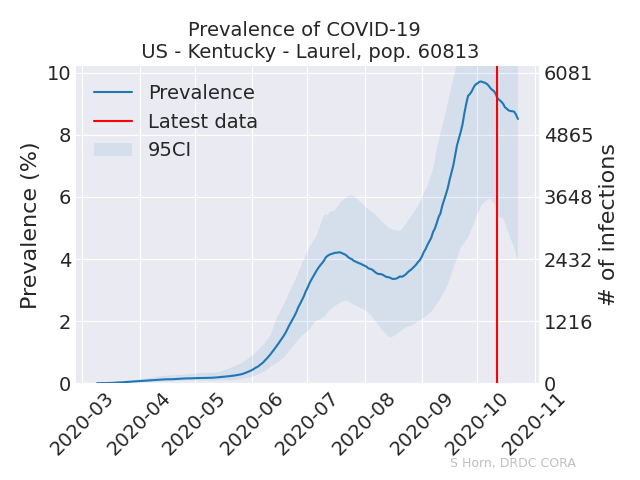 Prevalence of COVID-19
US - Kentucky - Laurel, pop. 60813
Prevalence
Latest data
95CI
Prevalence (%)
10
8
6
4
2
0
6081
4865
3648
2432
1216
0
# of infections
2020-03
2020-04
2020-05
2020-06
2020-07
2020-08
2020-09
2020-10
2020-11
S Horn, DRDC CORA